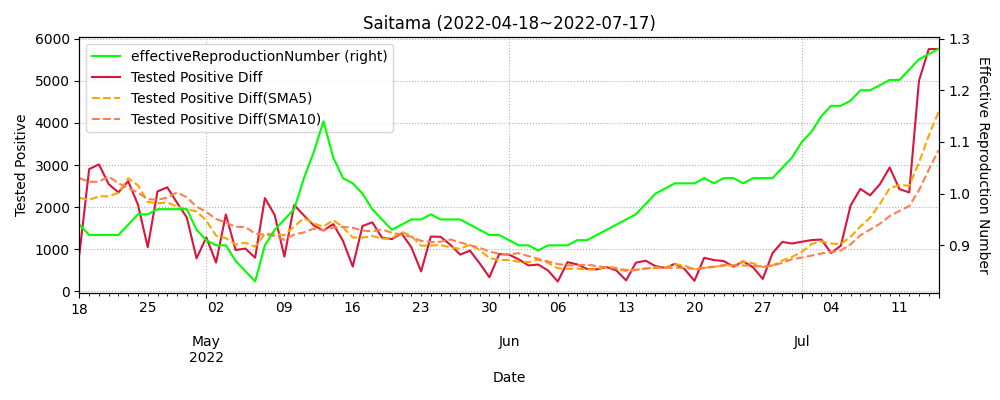 Saitama (2022-04-18~2022-07-17)
effectiveReproductionNumber (right)
Tested Positive Diff
Tested Positive Diff(SMA5)
Tested Positive Diff(SMA10)
Tested Positive
6000
5000
4000
3000
2000
1000
0
Effective Reproduction Number
1.3
1.2
1.1
1.0
0.9
18 25 02 09 16 23 30 06 13 20 27 04 11
May Jun Jul
2022
Date